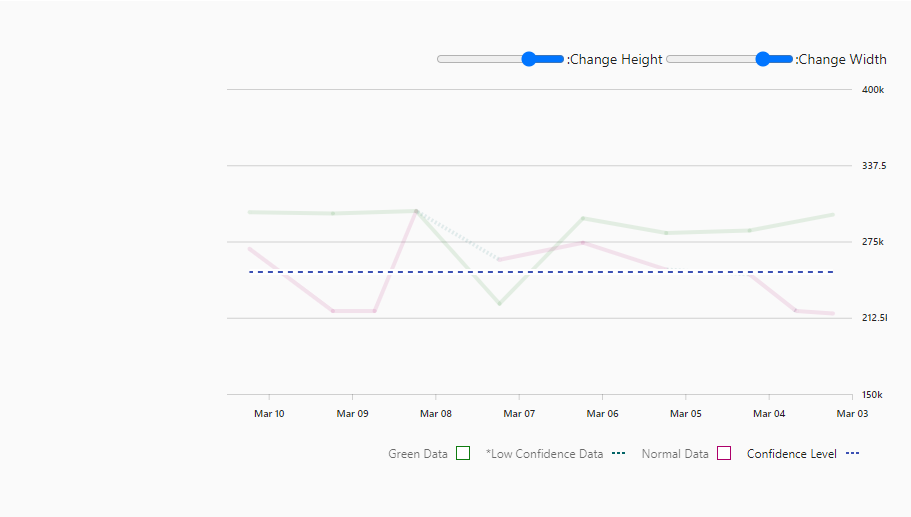 :Change Height :Change Width
400k
337.5
275k
212.5
150k
Mar 10 Mar 09 Mar 08 Mar 07 Mar 06 Mar 05 Mar 04 Mar 03
Green Data *Low Confidence Data Normal Data Confidence Level